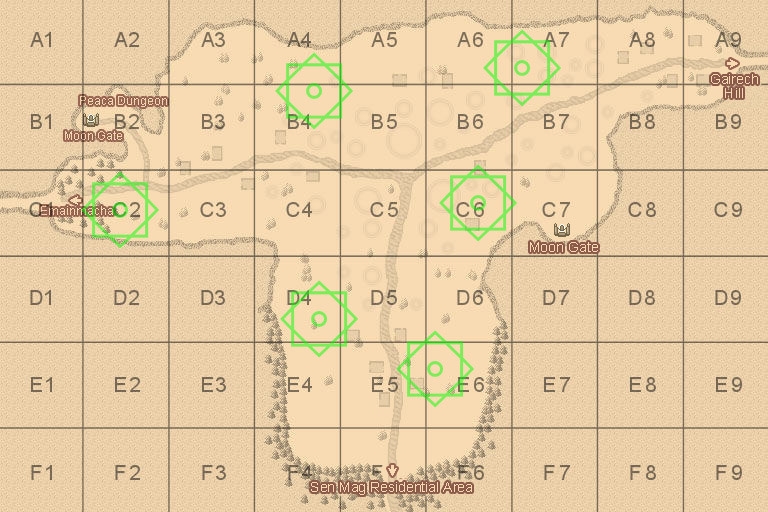 A1 A2 A3 A4 A5 A6 A7 A8 A9
Gairech
Hill
Peaca Dungeon
B1 B2 B3 B4 B5 B6 B7 B8 B9
Moon Gate
C1 C2 C3 C4 C5 C6 C7 C8 C9
Emainmacha
Moon Gate
D1 D2 D3 D4 D5 D6 D7 D8 D9
E1 E2 E3 E4 E5 E6 E7 E8 E9
F1 F2 F3 F4 F5 F6 F7 F8 F9
Sen Mag Residential Area